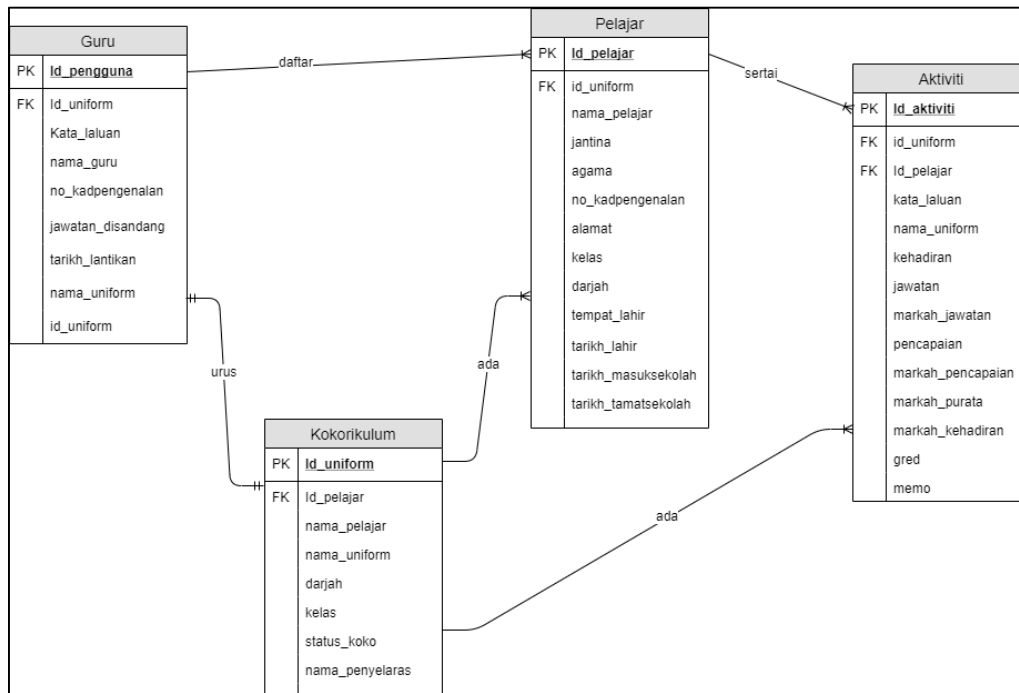 Guru
PK Id_pengguna
FK Id_uniform
Kata_laluan
nama_guru
no_kadpengenalan
jawatan_disandang
tarikh_lantikan
nama_uniform
id_uniform
daftar
Pelajar
PK Id_pelajar
FK id_uniform
nama_pelajar
jantina
agama
no_kadpengenalan
alamat
kelas
darjah
tempat_lahir
tarikh_lahir
tarikh_masuksekolah
tarikh_tamatsekolah
sertai
Aktiviti
PK Id_aktiviti
FK id_uniform
FK Id_pelajar
kata_laluan
nama_uniform
kehadiran
jawatan
markah_jawatan
pencapaian
markah_pencapaian
markah_purata
markah_kehadiran
gred
memo
urus
ada
Kokorikulum
PK Id_uniform
FK Id_pelajar
nama_pelajar
nama_uniform
darjah
kelas
status_koko
nama_penyelaras
ada